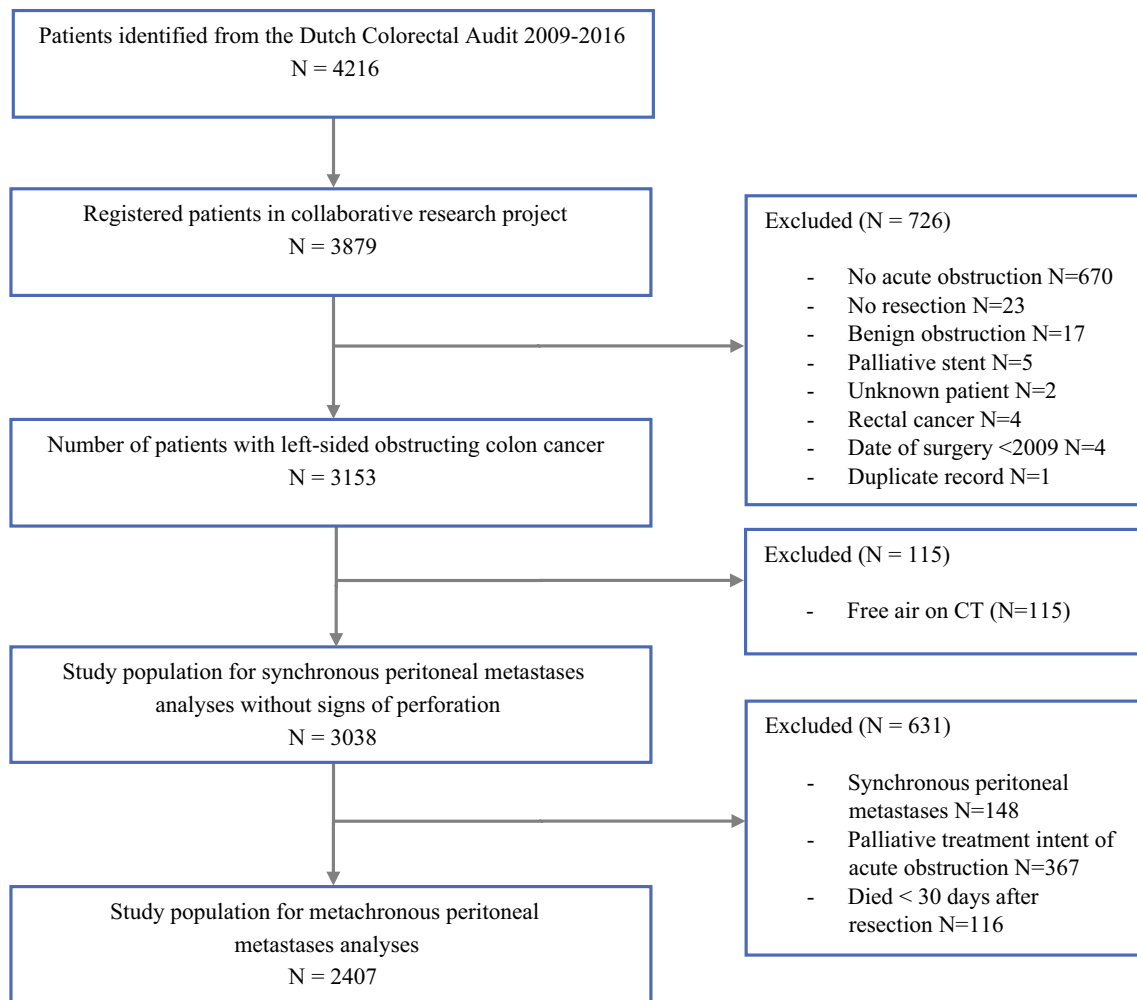 Patients identified from the Dutch Colorectal Audit 2009-2016
N = 4216
Registered patients in collaborative research project
N = 3879
Excluded (N = 726)
- No acute obstruction N=670
- No resection N=23
- Benign obstruction N=17
- Palliative stent N=5
- Unknown patient N=2
- Rectal cancer N=4
- Date of surgery <2009 N=4
- Duplicate record N=1
Number of patients with left-sided obstructing colon cancer
N = 3153
Excluded (N = 115)
- Free air on CT (N=115)
Study population for synchronous peritoneal metastases
analyses without signs of perforation
N = 3038
Excluded (N = 631)
- Synchronous peritoneal
metastases N=148
- Palliative treatment intent of
acute obstruction N=367
- Died < 30 days after
resection N=116
Study population for metachronous peritoneal
metastases analyses
N = 2407